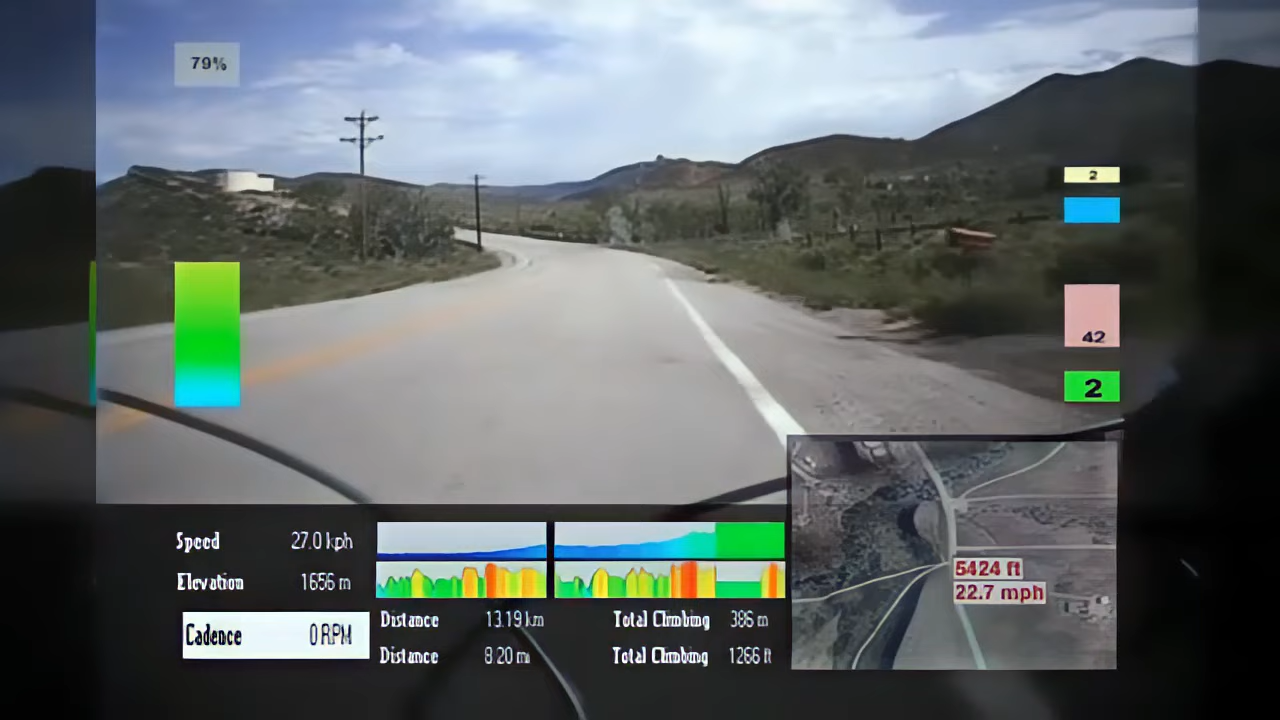 79%
2
42
2
Speed 27.0 kph
Elevation 1656 m
Cadence 0 RPM
Distance 13.19 km
Distance 8.20 mi
Total Climbing 386 m
Total Climbing 1266 ft
5424 ft
22.7 mph